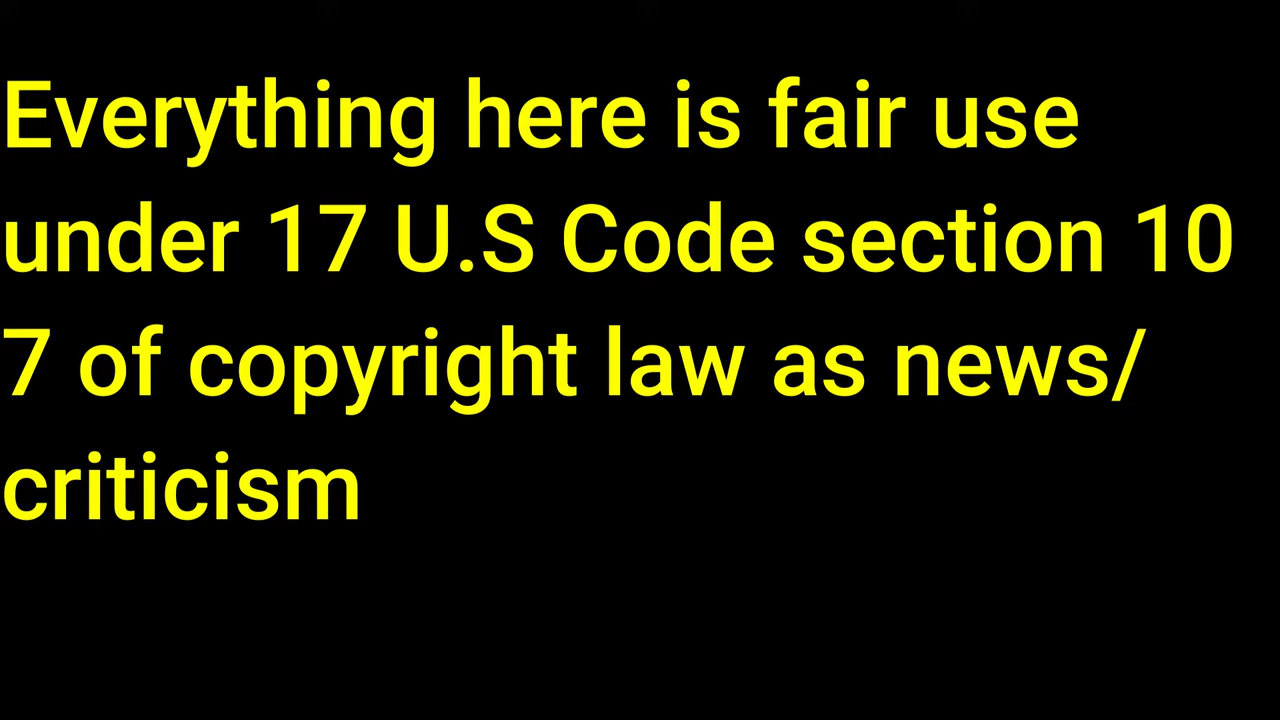 Everything here is fair use
under 17 U.S Code section 10
7 of copyright law as news/
criticism